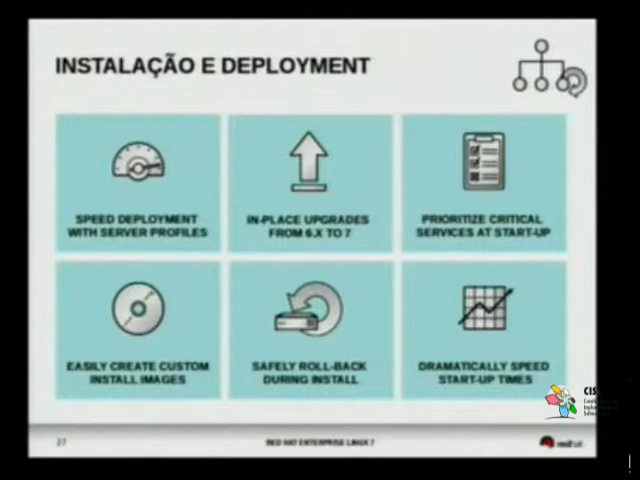 INSTALAÇÃO E DEPLOYMENT
SPEED DEPLOYMENT
WITH SERVER PROFILES
IN-PLACE UPGRADES
FROM 6.X TO 7
PRIORITIZE CRITICAL
SERVICES AT START-UP
EASILY CREATE CUSTOM
INSTALL IMAGES
SAFELY ROLL-BACK
DURING INSTALL
DRAMATICALLY SPEED
START-UP TIMES
CIS
27
RED HAT ENTERPRISE LINUX 7
redhat